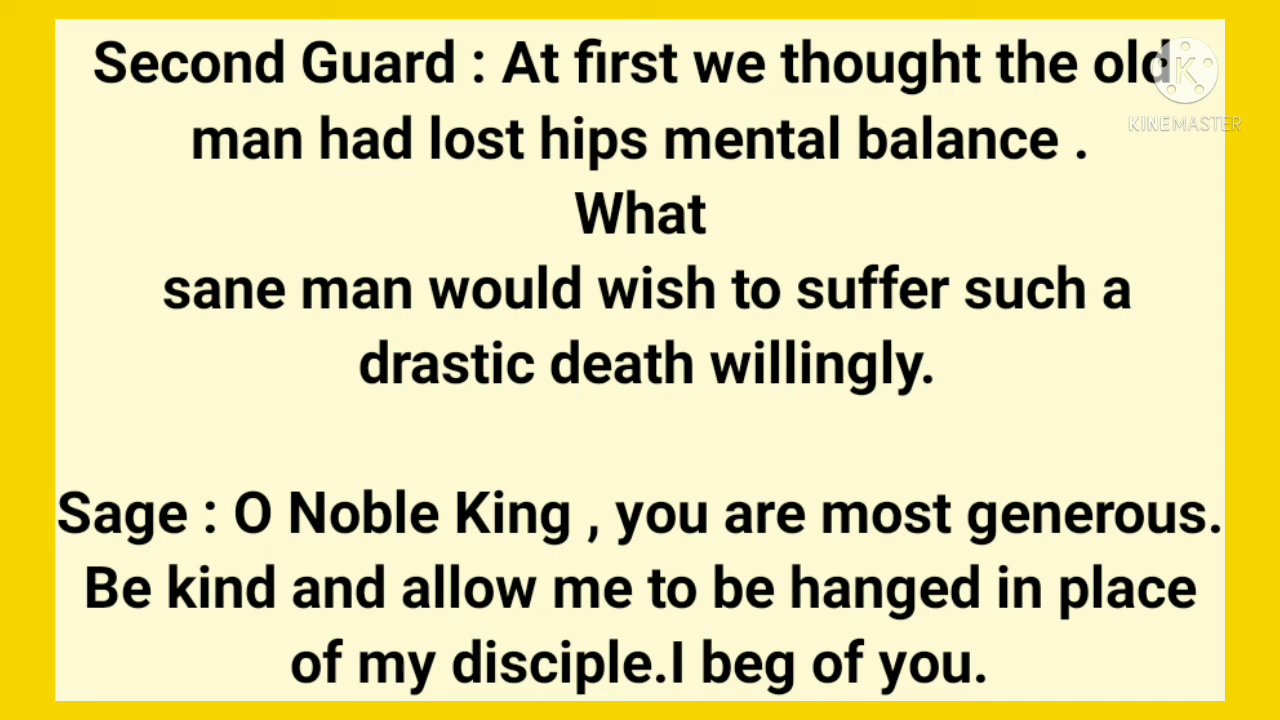 Second Guard : At first we thought the old
man had lost hips mental balance .
What
sane man would wish to suffer such a
drastic death willingly.
Sage : O Noble King , you are most generous.
Be kind and allow me to be hanged in place
of my disciple.I beg of you.
K
KINEMASTER